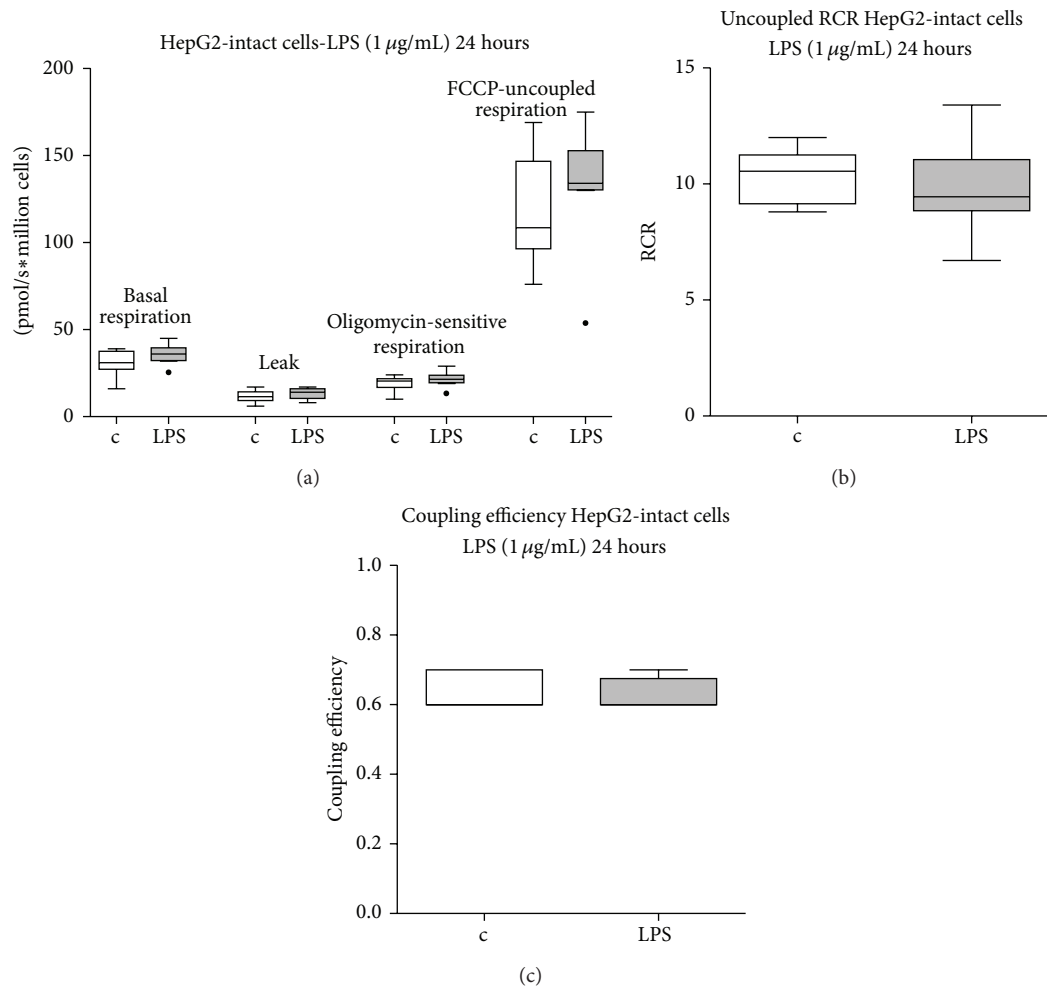 HepG2-intact cells-LPS (1 μg/mL) 24 hours
200
150
100
50
0
(pmol/s∗million cells)
Basal
respiration
Leak
Oligomycin-sensitive
respiration
FCCP-uncoupled
respiration
c
LPS
c
LPS
c
LPS
c
LPS
(a)
Uncoupled RCR HepG2-intact cells
LPS (1 μg/mL) 24 hours
15
10
5
0
RCR
c
LPS
(b)
Coupling efficiency HepG2-intact cells
LPS (1 μg/mL) 24 hours
1.0
0.8
0.6
0.4
0.2
0.0
Coupling efficiency
c
LPS
(c)